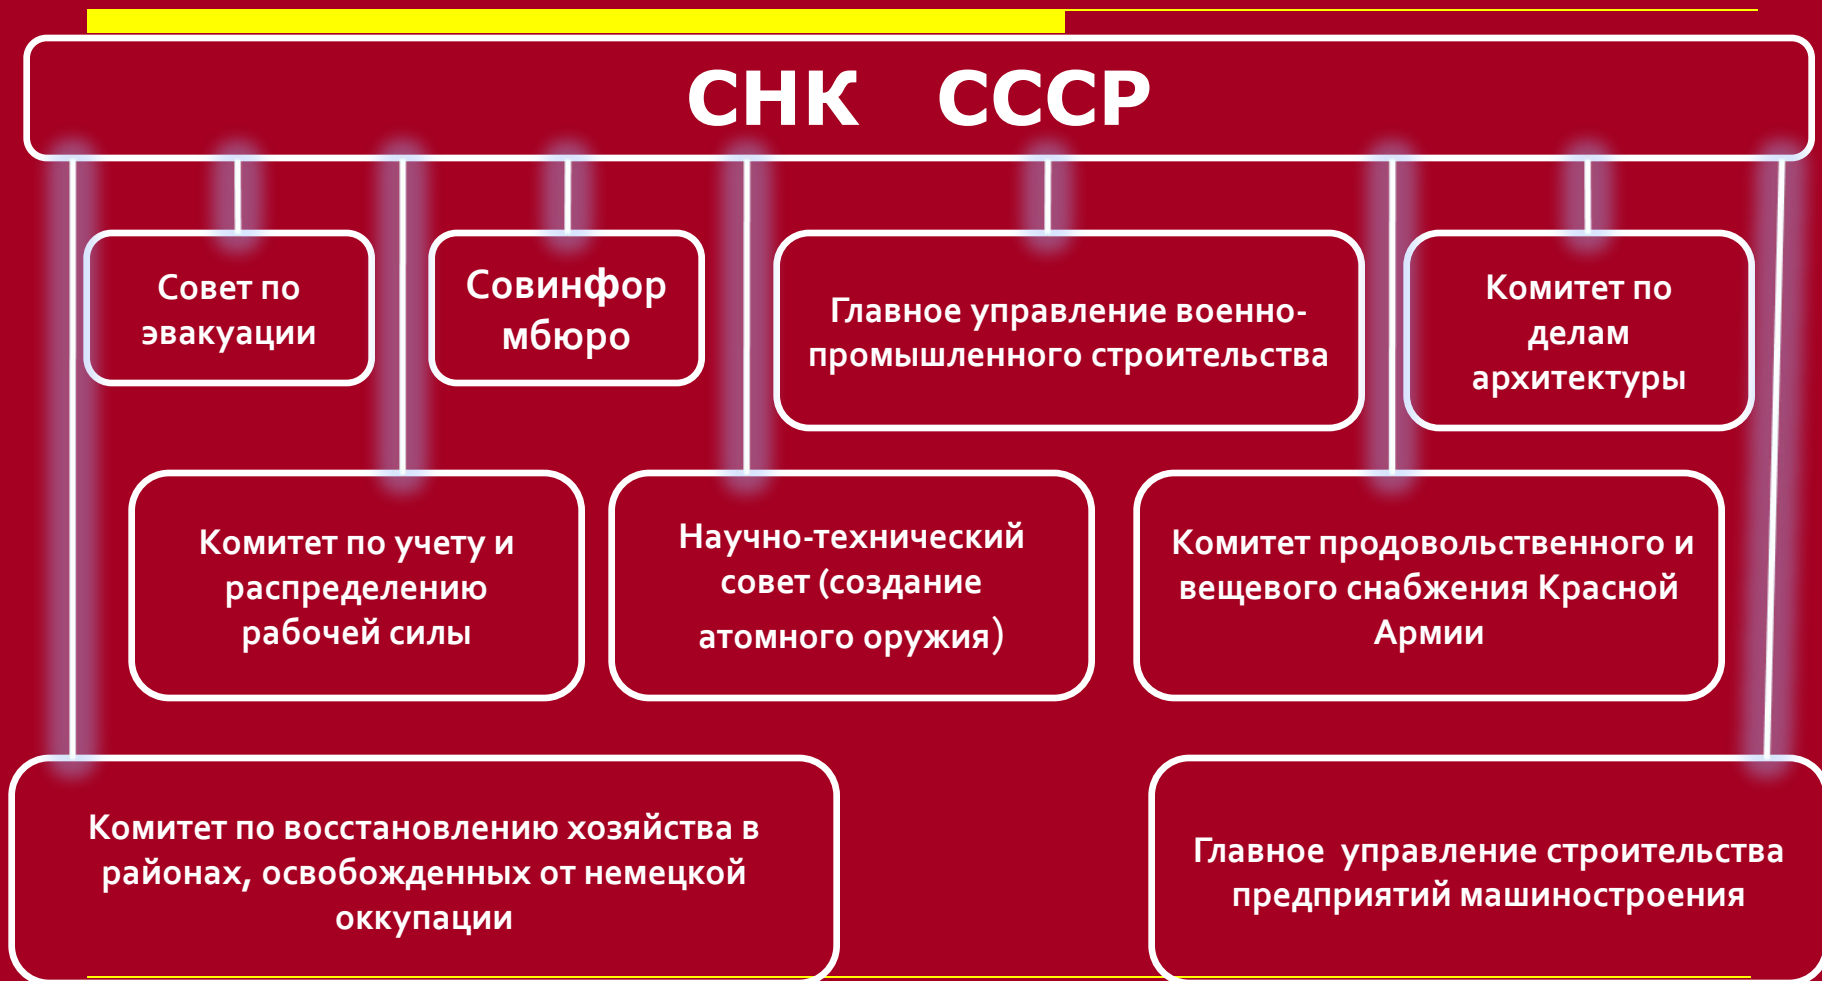 СНК СССР
Совет по
эвакуации
Совинфор
мбюро
Главное управление военно-
промышленного строительства
Комитет по
делам
архитектуры
Комитет по учету и
распределению
рабочей силы
Научно-технический
совет (создание
атомного оружия)
Комитет продовольственного и
вещевого снабжения Красной
Армии
Комитет по восстановлению хозяйства в
районах, освобожденных от немецкой
оккупации
Главное управление строительства
предприятий машиностроения